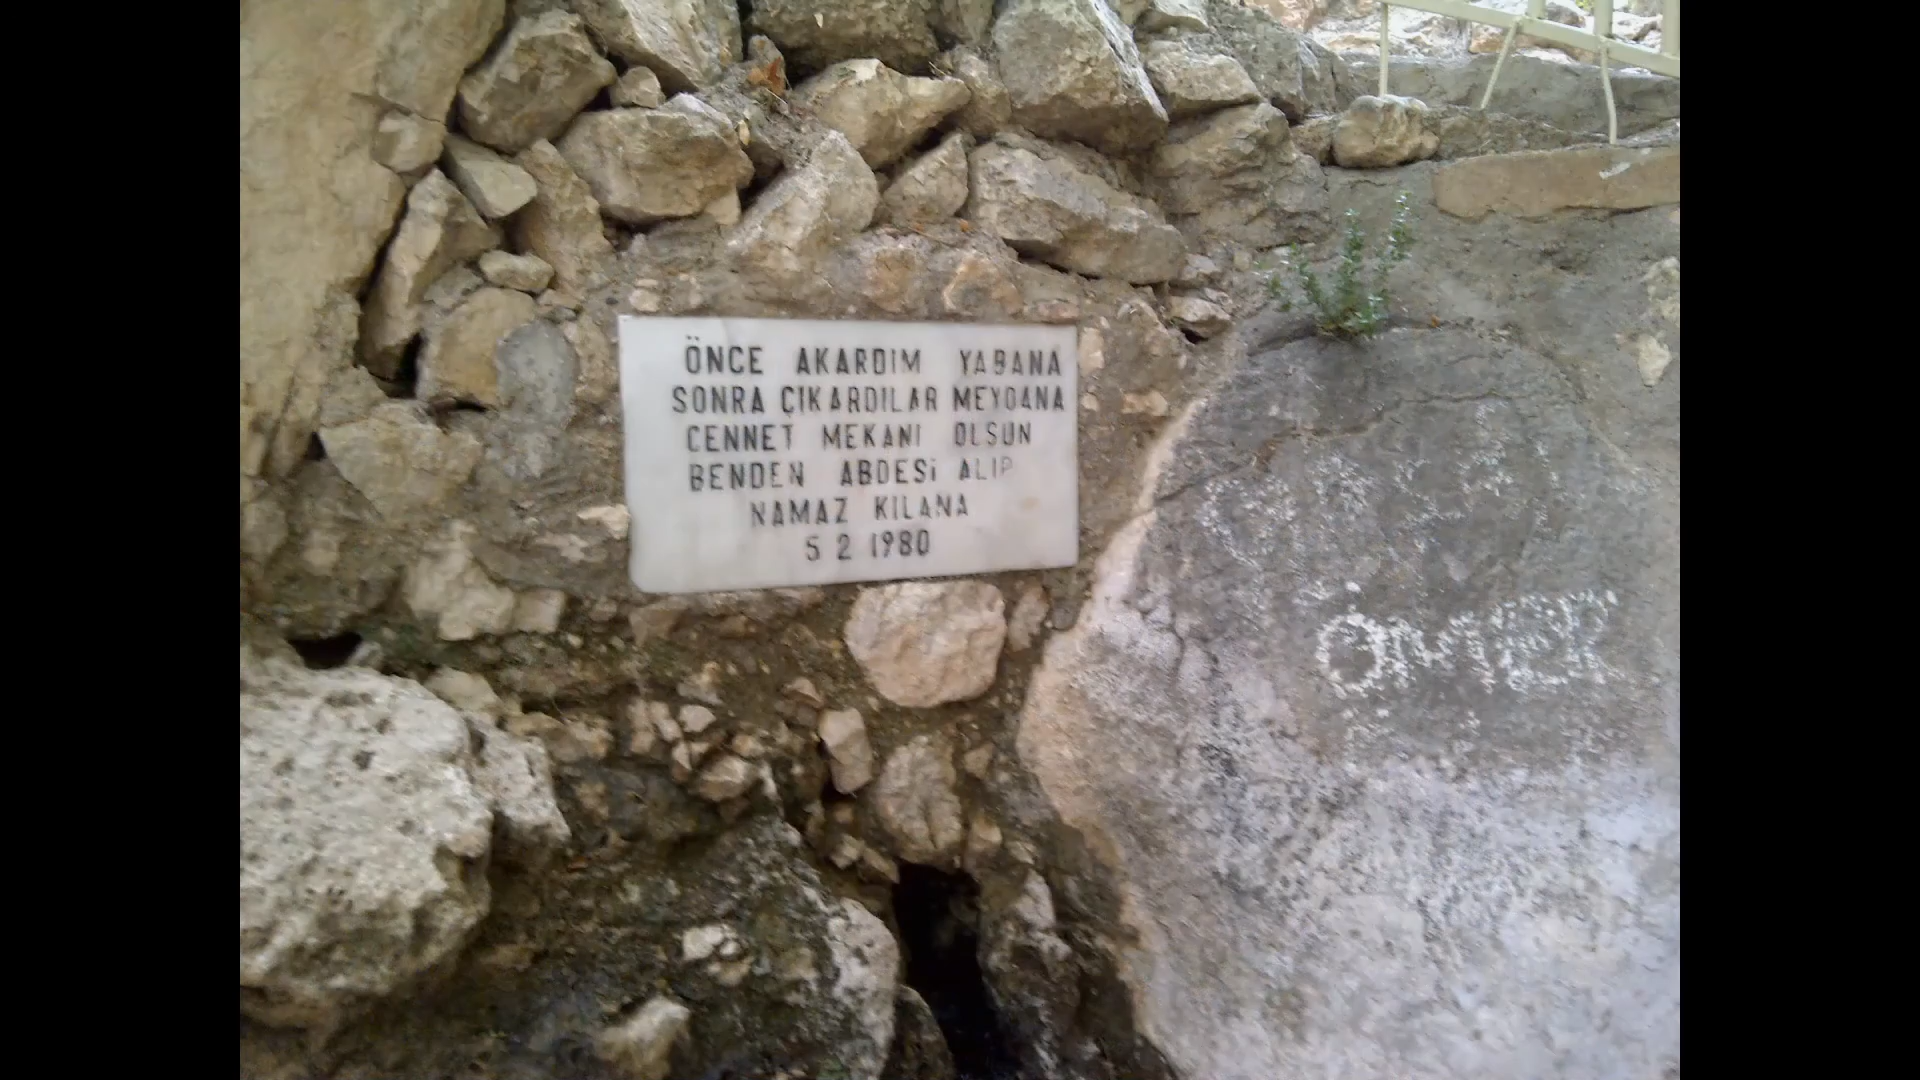 ÖNCE AKARDIM YABANA
SONRA ÇIKARDILAR MEYDANA
CENNET MEKANI OLSUN
BENDEN ABDESİ ALIP
NAMAZ KILANA
5 2 1980
ÖMER